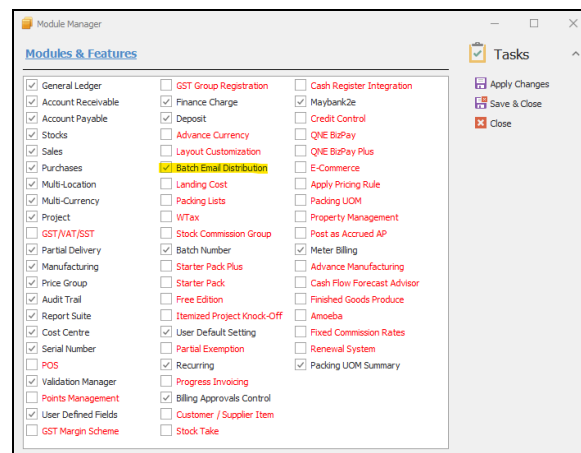 Module Manager
Modules & Features
General Ledger
Account Receivable
Account Payable
Stocks
Sales
Purchases
Multi-Location
Multi-Currency
Project
GST/VAT/SST
Partial Delivery
Manufacturing
Price Group
Audit Trail
Report Suite
Cost Centre
Serial Number
POS
Validation Manager
Points Management
User Defined Fields
GST Margin Scheme
GST Group Registration
Finance Charge
Deposit
Advance Currency
Layout Customization
Batch Email Distribution
Landing Cost
Packing Lists
WTax
Stock Commission Group
Batch Number
Starter Pack Plus
Starter Pack
Free Edition
Itemized Project Knock-Off
User Default Setting
Partial Exemption
Recurring
Progress Invoicing
Billing Approvals Control
Customer / Supplier Item
Stock Take
Cash Register Integration
Maybank2e
Credit Control
QNE BizPay
QNE BizPay Plus
E-Commerce
Apply Pricing Rule
Packing UOM
Property Management
Post as Accrued AP
Meter Billing
Advance Manufacturing
Cash Flow Forecast Advisor
Finished Goods Produce
Amoeba
Fixed Commission Rates
Renewal System
Packing UOM Summary
Tasks
Apply Changes
Save & Close
Close